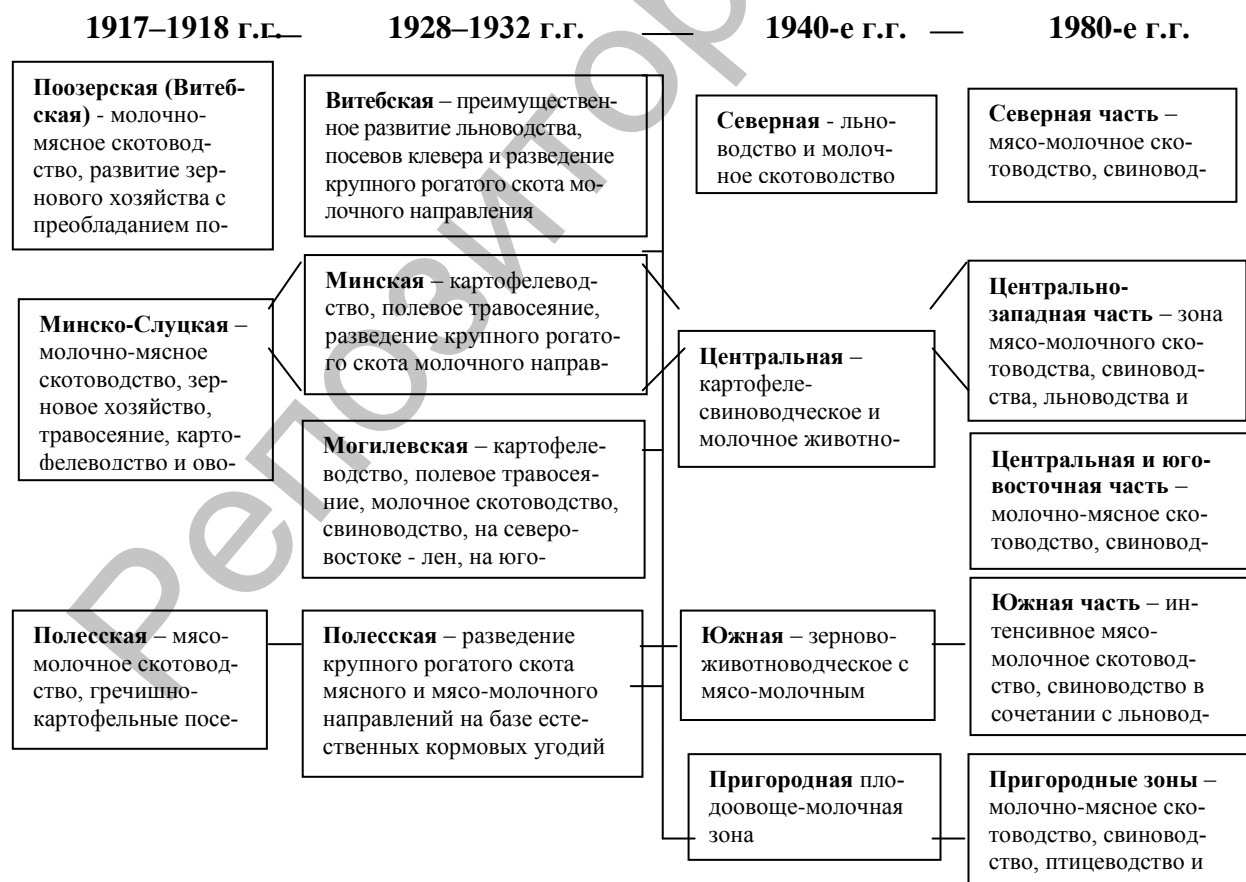 1917–1918 г.г. — 1928–1932 г.г. — 1940-е г.г. — 1980-е г.г.
Поозерская (Витеб-
ская) - молочно-
мясное скотовод-
ство, развитие зер-
нового хозяйства с
преобладанием по-
Минско-Слуцкая –
молочно-мясное
скотоводство, зер-
новое хозяйство,
травосеяние, карто-
фелеводство и ово-
Полесская – мясо-
молочное скотовод-
ство, гречишно-
картофельные посе-
Витебская – преимуществен-
ное развитие льноводства,
посевов клевера и разведение
крупного рогатого скота мо-
лочного направления
Минская – картофелевод-
ство, полевое травосеяние,
разведение крупного рогато-
го скота молочного направ-
Могилевская – картофеле-
водство, полевое травосея-
ние, молочное скотоводство,
свиноводство, на северо-
востоке - лен, на юго-
Полесская – разведение
крупного рогатого скота
мясного и мясо-молочного
направлений на базе есте-
ственных кормовых угодий
Северная - льно-
водство и молоч-
ное скотоводство
Центральная –
картофеле-
свиноводческое и
молочное животно-
Южная – зерново-
животноводческое с
мясо-молочным
Пригородная пло-
доовоще-молочная
зона
Северная часть –
мясо-молочное ско-
товодство, свиновод-
Центрально-
западная часть – зона
мясо-молочного ско-
товодства, свиновод-
ства, льноводства и
Центральная и юго-
восточная часть –
молочно-мясное ско-
товодство, свиновод-
Южная часть – ин-
тенсивное мясо-
молочное скотовод-
ство, свиноводство в
сочетании с льновод-
Пригородные зоны –
молочно-мясное ско-
товодство, свиновод-
ство, птицеводство и
Репозитор